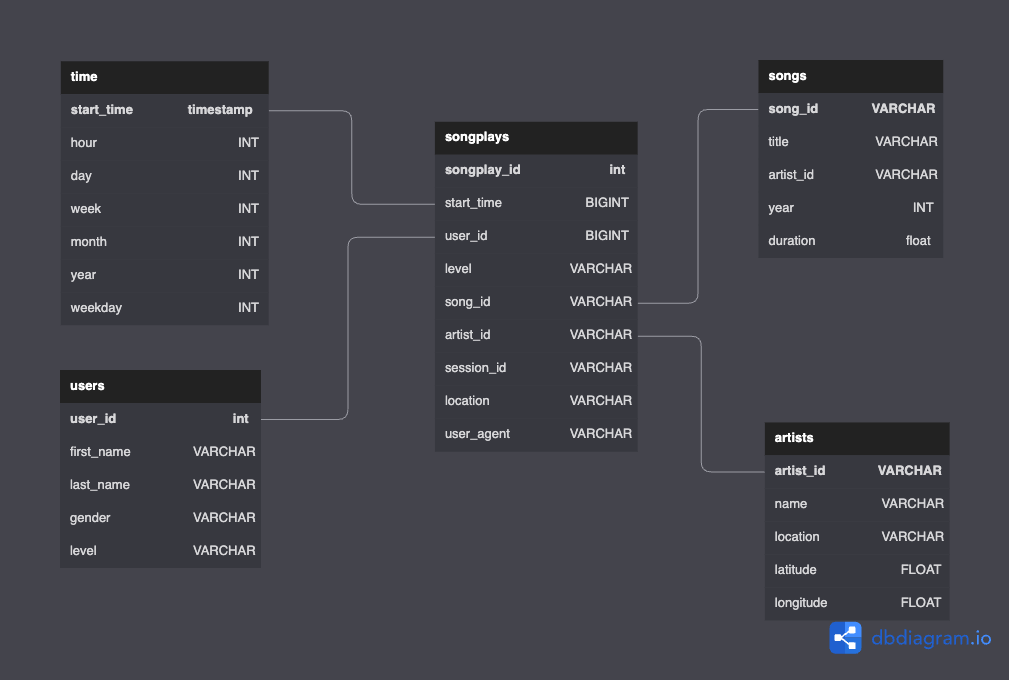 time
start_time timestamp
hour INT
day INT
week INT
month INT
year INT
weekday INT
users
user_id int
first_name VARCHAR
last_name VARCHAR
gender VARCHAR
level VARCHAR
songplays
songplay_id int
start_time BIGINT
user_id BIGINT
level VARCHAR
song_id VARCHAR
artist_id VARCHAR
session_id VARCHAR
location VARCHAR
user_agent VARCHAR
songs
song_id VARCHAR
title VARCHAR
artist_id VARCHAR
year INT
duration float
artists
artist_id VARCHAR
name VARCHAR
location VARCHAR
latitude FLOAT
longitude FLOAT
dbdiagram.io